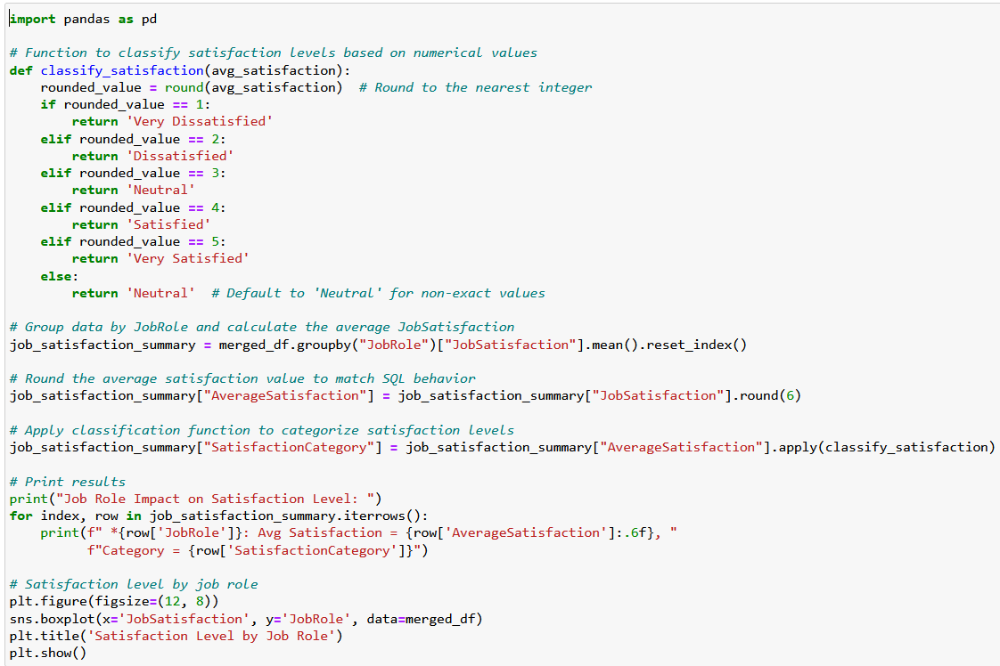 import pandas as pd
# Function to classify satisfaction levels based on numerical values
def classify_satisfaction(avg_satisfaction):
    rounded_value = round(avg_satisfaction)  # Round to the nearest integer
    if rounded_value == 1:
        return 'Very Dissatisfied'
    elif rounded_value == 2:
        return 'Dissatisfied'
    elif rounded_value == 3:
        return 'Neutral'
    elif rounded_value == 4:
        return 'Satisfied'
    elif rounded_value == 5:
        return 'Very Satisfied'
    else:
        return 'Neutral'  # Default to 'Neutral' for non-exact values
# Group data by JobRole and calculate the average JobSatisfaction
job_satisfaction_summary = merged_df.groupby("JobRole")["JobSatisfaction"].mean().reset_index()
# Round the average satisfaction value to match SQL behavior
job_satisfaction_summary["AverageSatisfaction"] = job_satisfaction_summary["JobSatisfaction"].round(6)
# Apply classification function to categorize satisfaction levels
job_satisfaction_summary["SatisfactionCategory"] = job_satisfaction_summary["AverageSatisfaction"].apply(classify_satisfaction)
# Print results
print("Job Role Impact on Satisfaction Level: ")
for index, row in job_satisfaction_summary.iterrows():
    print(f" *{row['JobRole']}: Avg Satisfaction = {row['AverageSatisfaction']:.6f}, "
          f"Category = {row['SatisfactionCategory']}")
# Satisfaction level by job role
plt.figure(figsize=(12, 8))
sns.boxplot(x='JobSatisfaction', y='JobRole', data=merged_df)
plt.title('Satisfaction Level by Job Role')
plt.show()